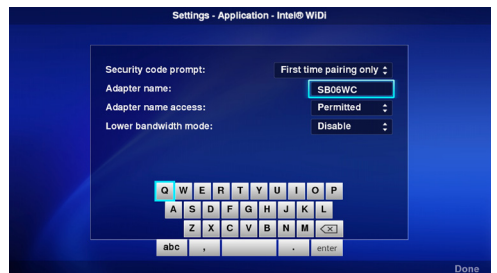 Settings - Application - Intel® WiDi
Security code prompt: First time pairing only
Adapter name: SB06WC
Adapter name access: Permitted
Lower bandwidth mode: Disable
Q W E R T Y U I O P
A S D F G H J K L
Z X C V B N M
abc , . enter
Done